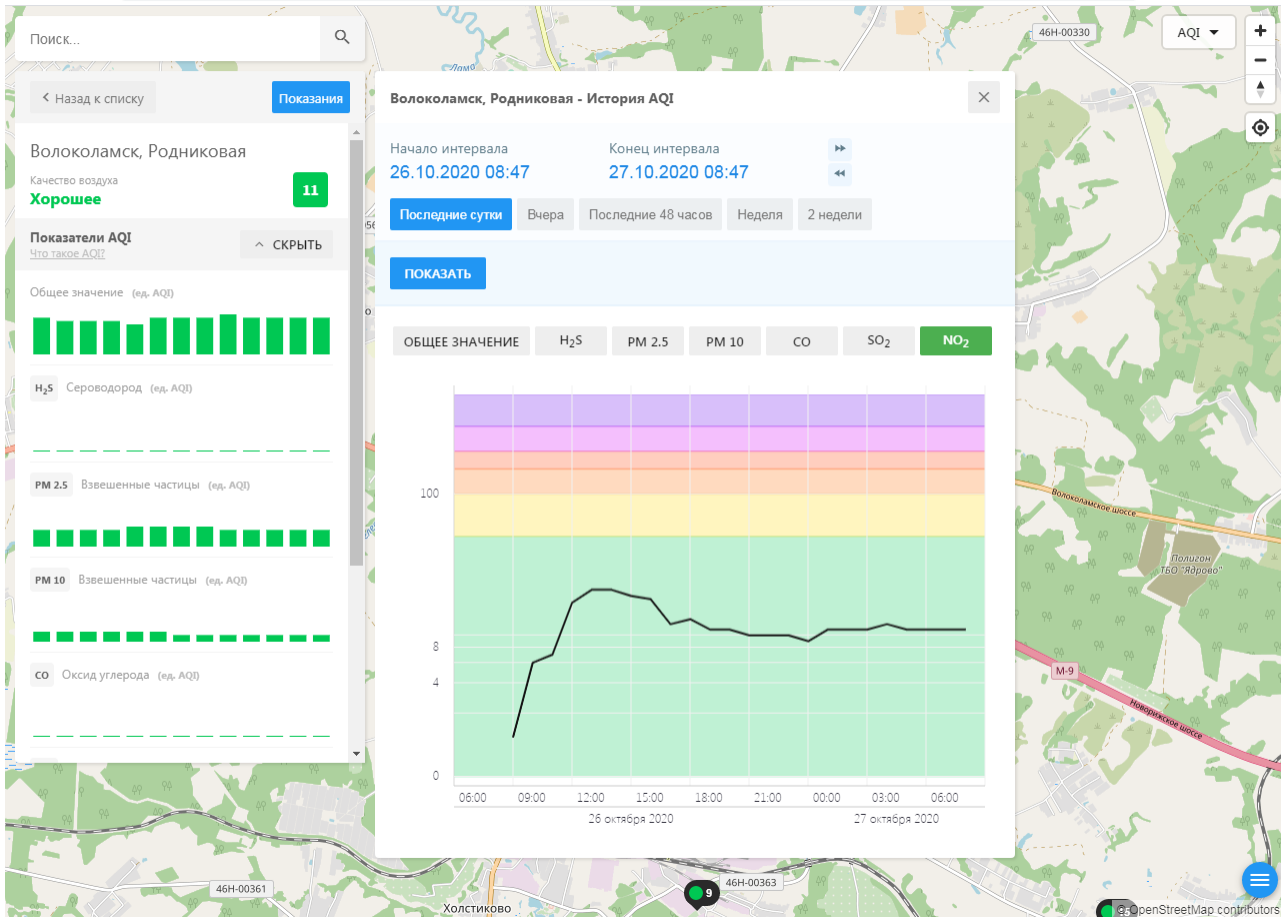 Поиск...
46Н-00330
AQI
Ламо
Назад к списку
Показания
Волоколамск, Родниковая
Качество воздуха
Хорошее
11
Показатели AQI
Что такое AQI?
СКРЫТЬ
Общее значение (ед. AQI)
H2S Сероводород (ед. AQI)
PM 2.5 Взвешенные частицы (ед. AQI)
PM 10 Взвешенные частицы (ед. AQI)
CO Оксид углерода (ед. AQI)
Волоколамск, Родниковая - История AQI
Начало интервала
26.10.2020 08:47
Конец интервала
27.10.2020 08:47
Последние сутки
Вчера
Последние 48 часов
Неделя
2 недели
ПОКАЗАТЬ
ОБЩЕЕ ЗНАЧЕНИЕ
H2S
PM 2.5
PM 10
CO
SO2
NO2
100
8
4
0
06:00 09:00 12:00 15:00 18:00 21:00 00:00 03:00 06:00
26 октября 2020 27 октября 2020
Волоколамское шоссе
Полигон
ТБО "Ядрово"
М-9
Новорижское шоссе
46Н-00361
46Н-00363
9
Холстиково
© OpenStreetMap contributors